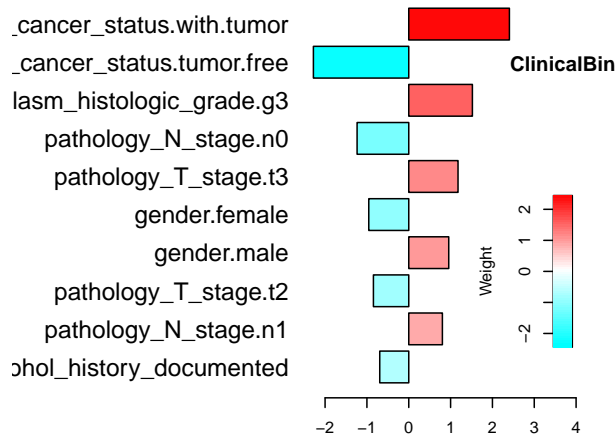 _cancer_status.with.tumor
_cancer_status.tumor.free
ClinicalBin
lasm_histologic_grade.g3
pathology_N_stage.n0
pathology_T_stage.t3
gender.female
gender.male
pathology_T_stage.t2
pathology_N_stage.n1
ohol_history_documented
Weight
2
1
0
−2
−2 −1 0 1 2 3 4